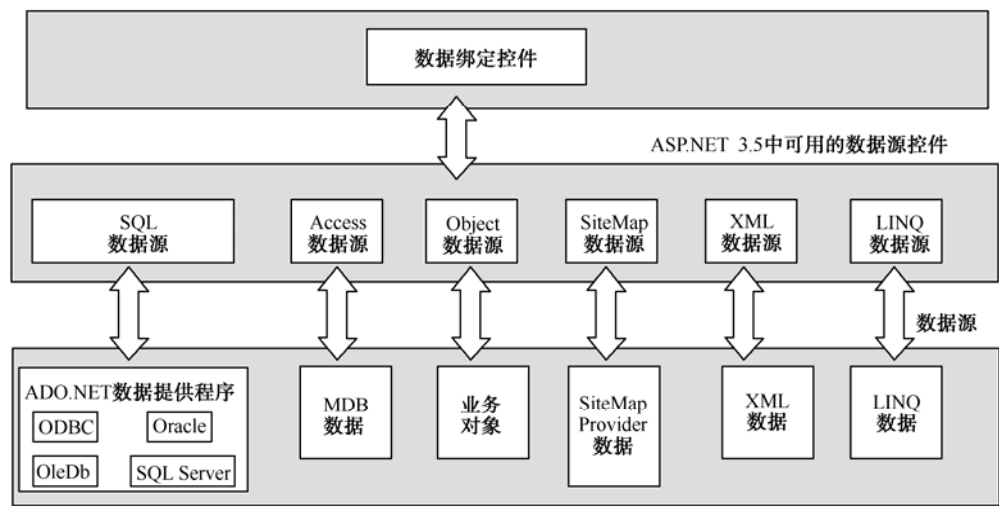 数据绑定控件
ASP.NET 3.5中可用的数据源控件
SQL
数据源
Access
数据源
Object
数据源
SiteMap
数据源
XML
数据源
LINQ
数据源
数据源
ADO.NET数据提供程序
ODBC
Oracle
OleDb
SQL Server
MDB
数据
业务
对象
SiteMap
Provider
数据
XML
数据
LINQ
数据